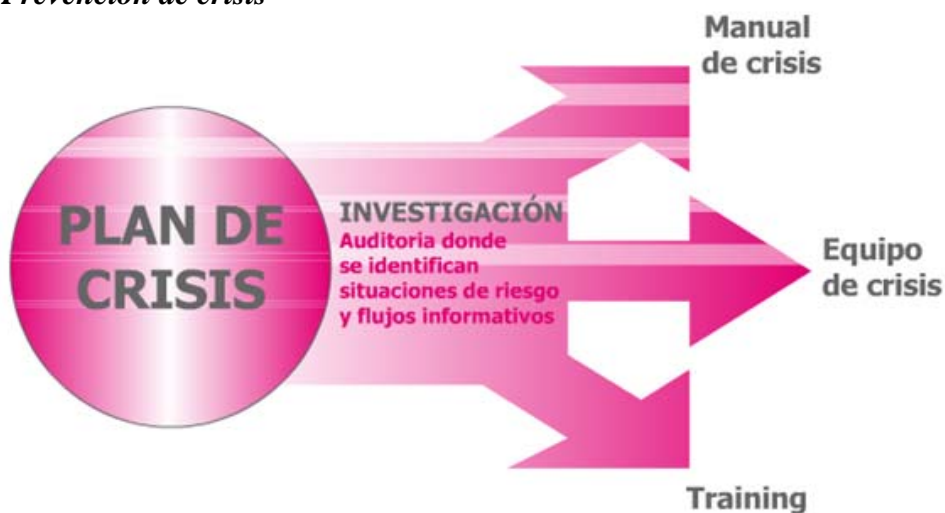 Prevención de crisis
Manual
de crisis
PLAN DE
CRISIS
INVESTIGACIÓN
Auditoria donde
se identifican
situaciones de riesgo
y flujos informativos
Equipo
de crisis
Training